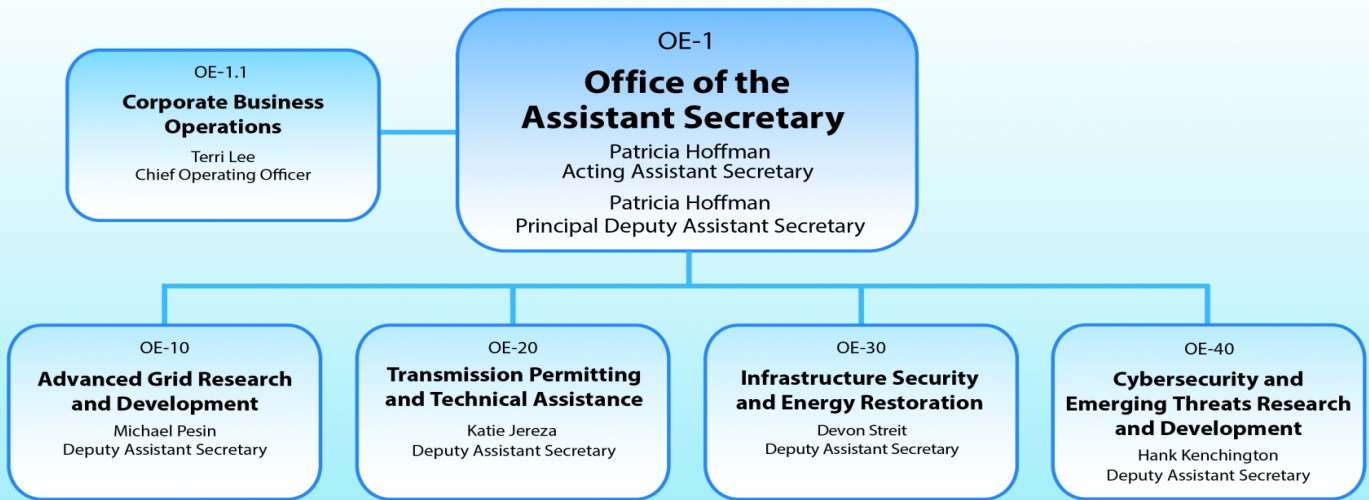 OE-1
Office of the
Assistant Secretary
Patricia Hoffman
Acting Assistant Secretary
Patricia Hoffman
Principal Deputy Assistant Secretary
OE-1.1
Corporate Business
Operations
Terri Lee
Chief Operating Officer
OE-10
Advanced Grid Research
and Development
Michael Pesin
Deputy Assistant Secretary
OE-20
Transmission Permitting
and Technical Assistance
Katie Jereza
Deputy Assistant Secretary
OE-30
Infrastructure Security
and Energy Restoration
Devon Streit
Deputy Assistant Secretary
OE-40
Cybersecurity and
Emerging Threats Research
and Development
Hank Kenchington
Deputy Assistant Secretary